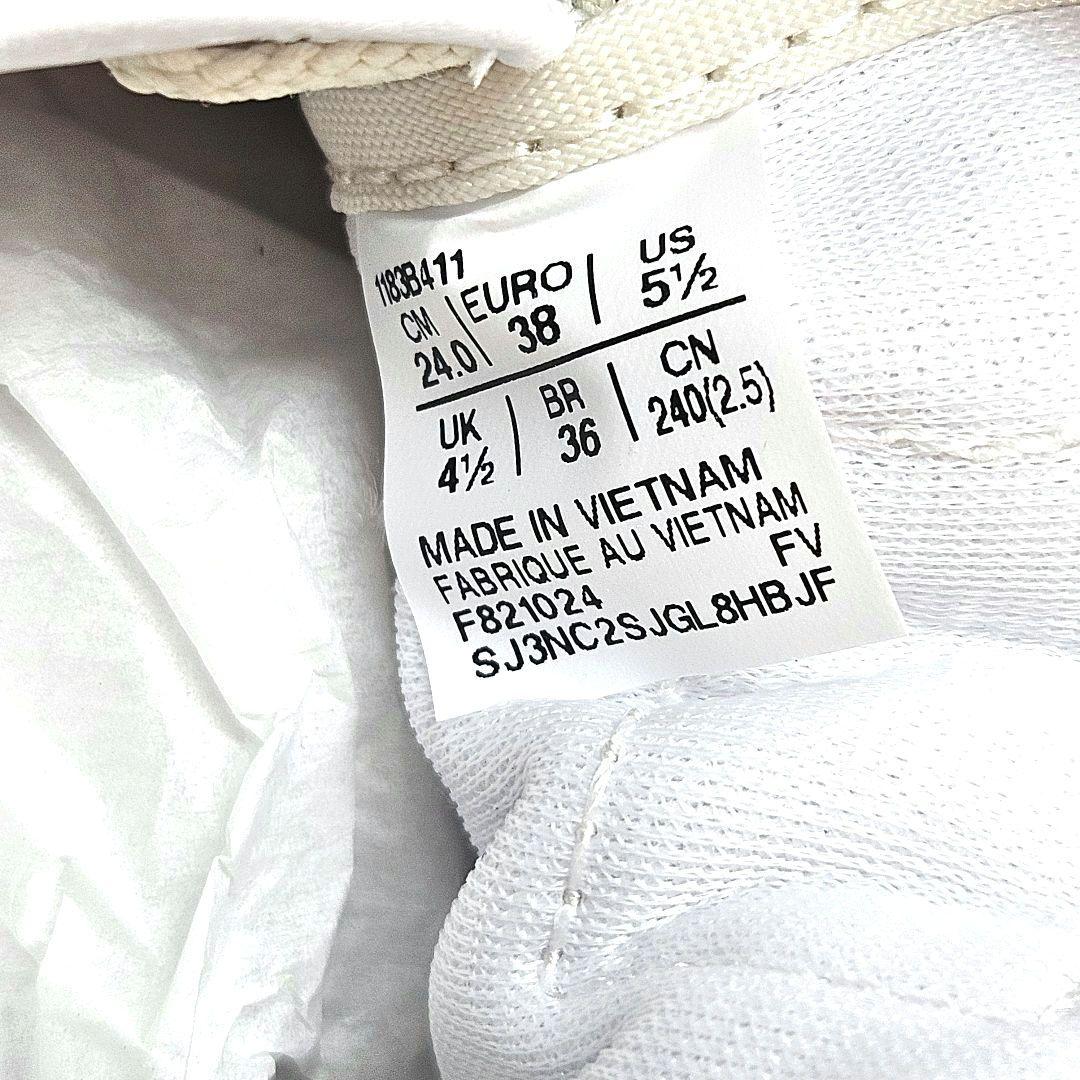 1183B411
CM EURO US
24.0 38 5½
UK BR CN
4½ 36 240(2.5)
MADE IN VIETNAM
FABRIQUE AU VIETNAM
FV
F821024
SJ3NC2SJGL8HBJF